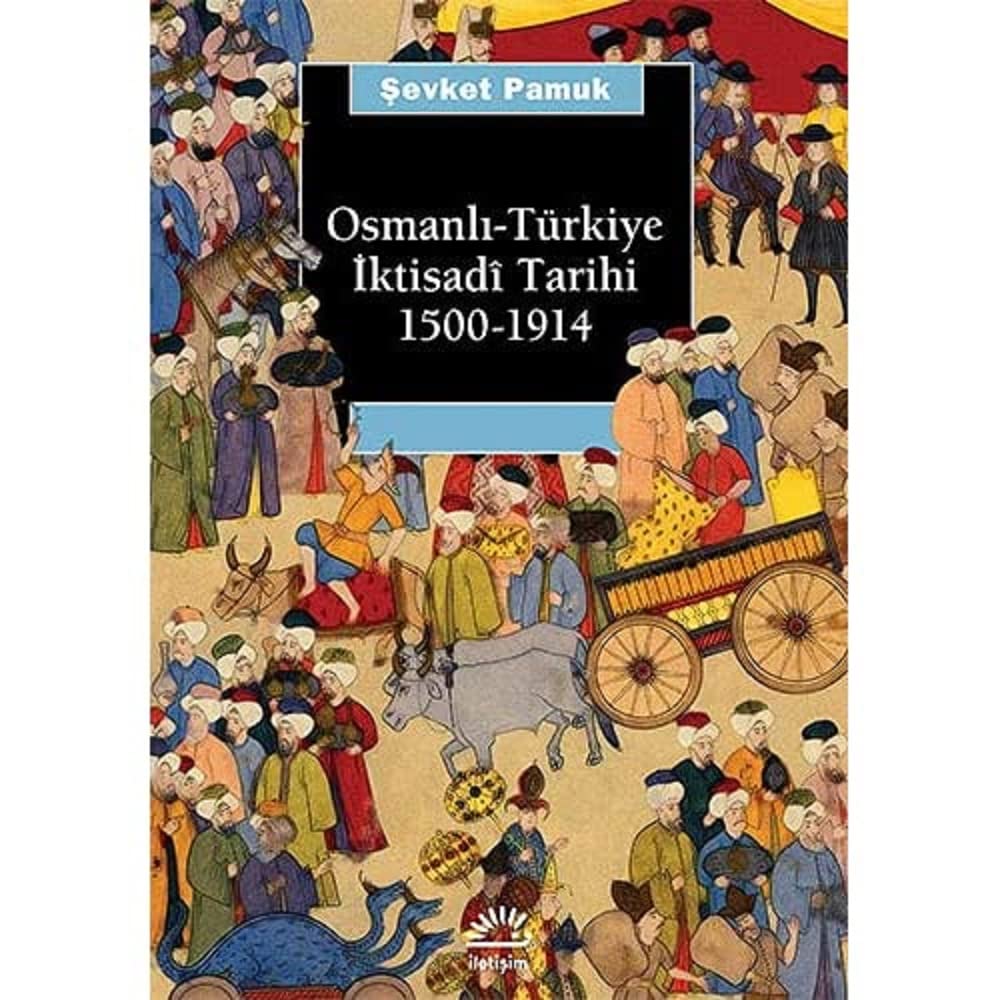 Şevket Pamuk
Osmanlı-Türkiye
İktisadî Tarihi
1500-1914
iletişim